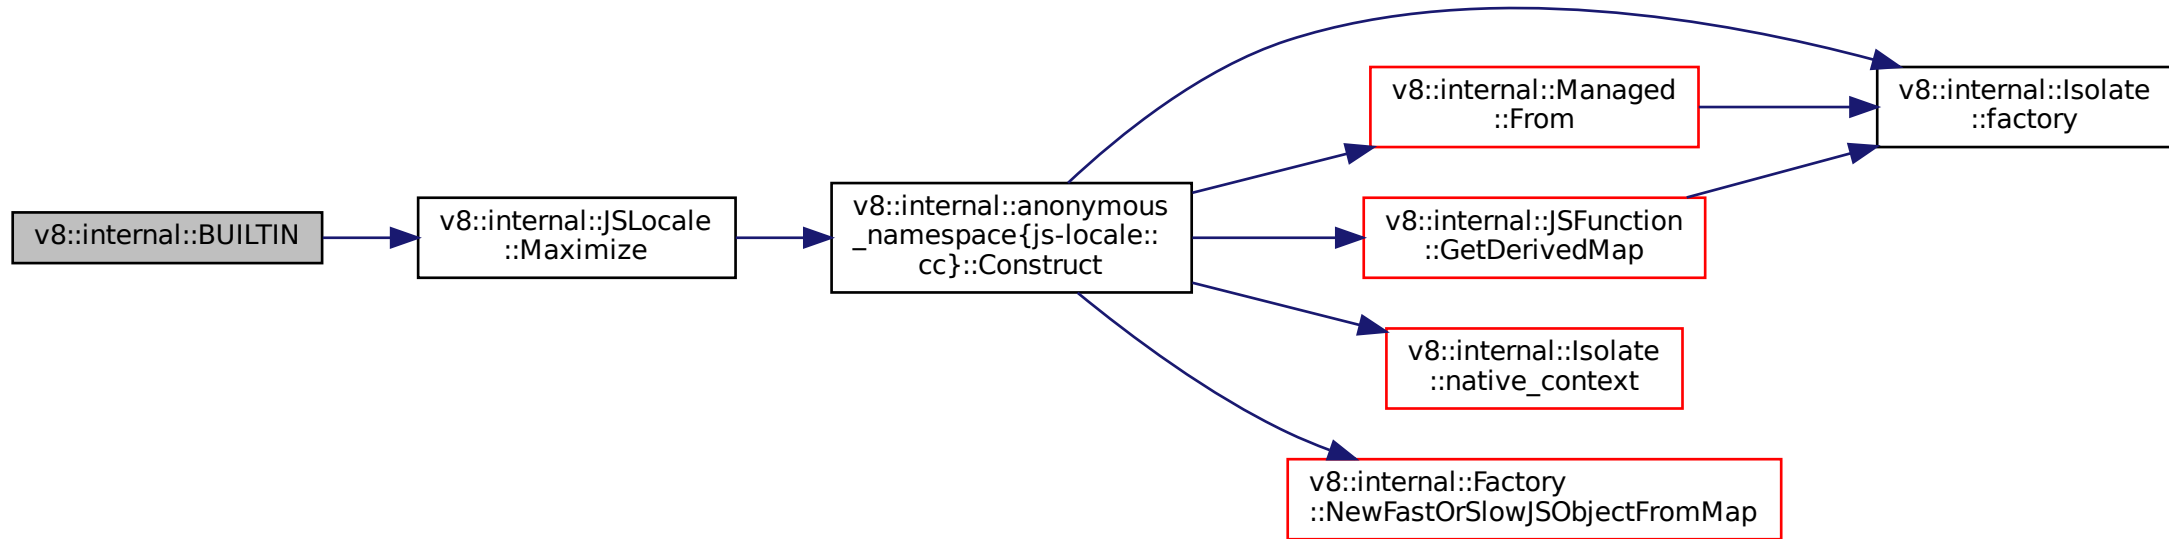 v8::internal::BUILTIN
v8::internal::JSLocale
::Maximize
v8::internal::anonymous
_namespace{js-locale::
cc}::Construct
v8::internal::Managed
::From
v8::internal::JSFunction
::GetDerivedMap
v8::internal::Isolate
::native_context
v8::internal::Factory
::NewFastOrSlowJSObjectFromMap
v8::internal::Isolate
::factory